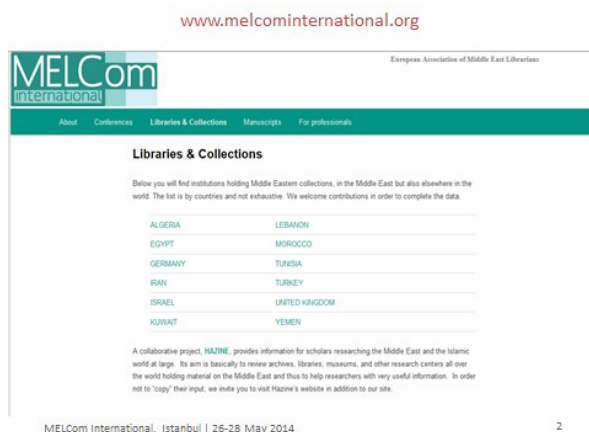 www.melcominternational.org
MELCom
international
European Association of Middle East Librarians
About Conferences Libraries & Collections Manuscripts For professionals
Libraries & Collections
Below you will find institutions holding Middle Eastern collections, in the Middle East but also elsewhere in the
world. The list is by countries and not exhaustive. We welcome contributions in order to complete the data.
ALGERIA LEBANON
EGYPT MOROCCO
GERMANY TUNISIA
IRAN TURKEY
ISRAEL UNITED KINGDOM
KUWAIT YEMEN
A collaborative project, HAZINE, provides information for scholars researching the Middle East and the Islamic
world at large. Its aim is basically to review archives, libraries, museums, and other research centers all over
the world holding material on the Middle East and thus to help researchers with very useful information. In order
not to "copy" their input, we invite you to visit Hazine's website in addition to our site.
MELCom International, Istanbul | 26-28 May 2014 2